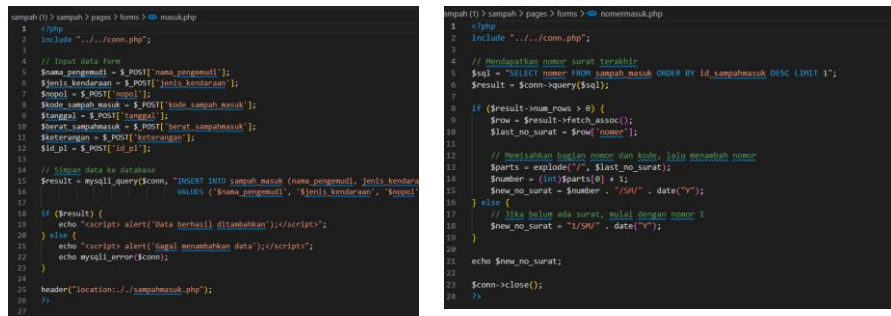 sampah (1) > sampah > pages > forms > masuk.php
1 <?php
2 include "../../conn.php";
3
4 // Input data form
5 $nama_pengemudi = $_POST['nama_pengemudi'];
6 $jenis_kendaraan = $_POST['jenis_kendaraan'];
7 $nopol = $_POST['nopol'];
8 $kode_sampah_masuk = $_POST['kode_sampah_masuk'];
9 $tanggal = $_POST['tanggal'];
10 $berat_sampahmasuk = $_POST['berat_sampahmasuk'];
11 $keterangan = $_POST['keterangan'];
12 $id_pl = $_POST['id_pl'];
13
14 // Simpan data ke database
15 $result = mysqli_query($conn, "INSERT INTO sampah_masuk (nama_pengemudi, jenis_kendara
16 VALUES ('$nama_pengemudi', '$jenis_kendaraan', '$nopol'
17
18 if ($result) {
19 echo "<script> alert('Data berhasil ditambahkan');</script>";
20 } else {
21 echo "<script> alert('Gagal menambahkan data');</script>";
22 echo mysqli_error($conn);
23 }
24
25 header("location:././sampahmasuk.php");
26 ?>
27
ampah (1) > sampah > pages > forms > nomermasuk.php
1 <?php
2 include "../../conn.php";
3
4 // Mendapatkan nomor surat terakhir
5 $sql = "SELECT nomer FROM sampah_masuk ORDER BY id_sampahmasuk DESC LIMIT 1";
6 $result = $conn->query($sql);
7
8 if ($result->num_rows > 0) {
9 $row = $result->fetch_assoc();
10 $last_no_surat = $row['nomer'];
11
12 // Memisahkan bagian nomor dan kode, lalu menambah nomor
13 $parts = explode("/", $last_no_surat);
14 $number = (int)$parts[0] + 1;
15 $new_no_surat = $number . "/SM/" . date("Y");
16 } else {
17 // Jika belum ada surat, mulai dengan nomor 1
18 $new_no_surat = "1/SM/" . date("Y");
19 }
20
21 echo $new_no_surat;
22
23 $conn->close();
24 ?>